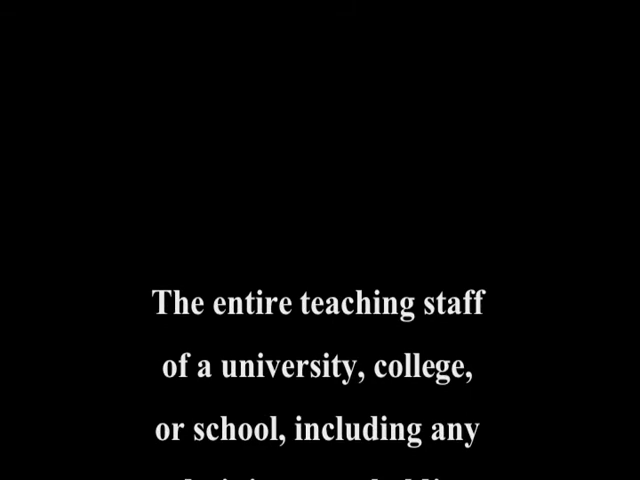 The entire teaching staff
of a university, college,
or school, including any